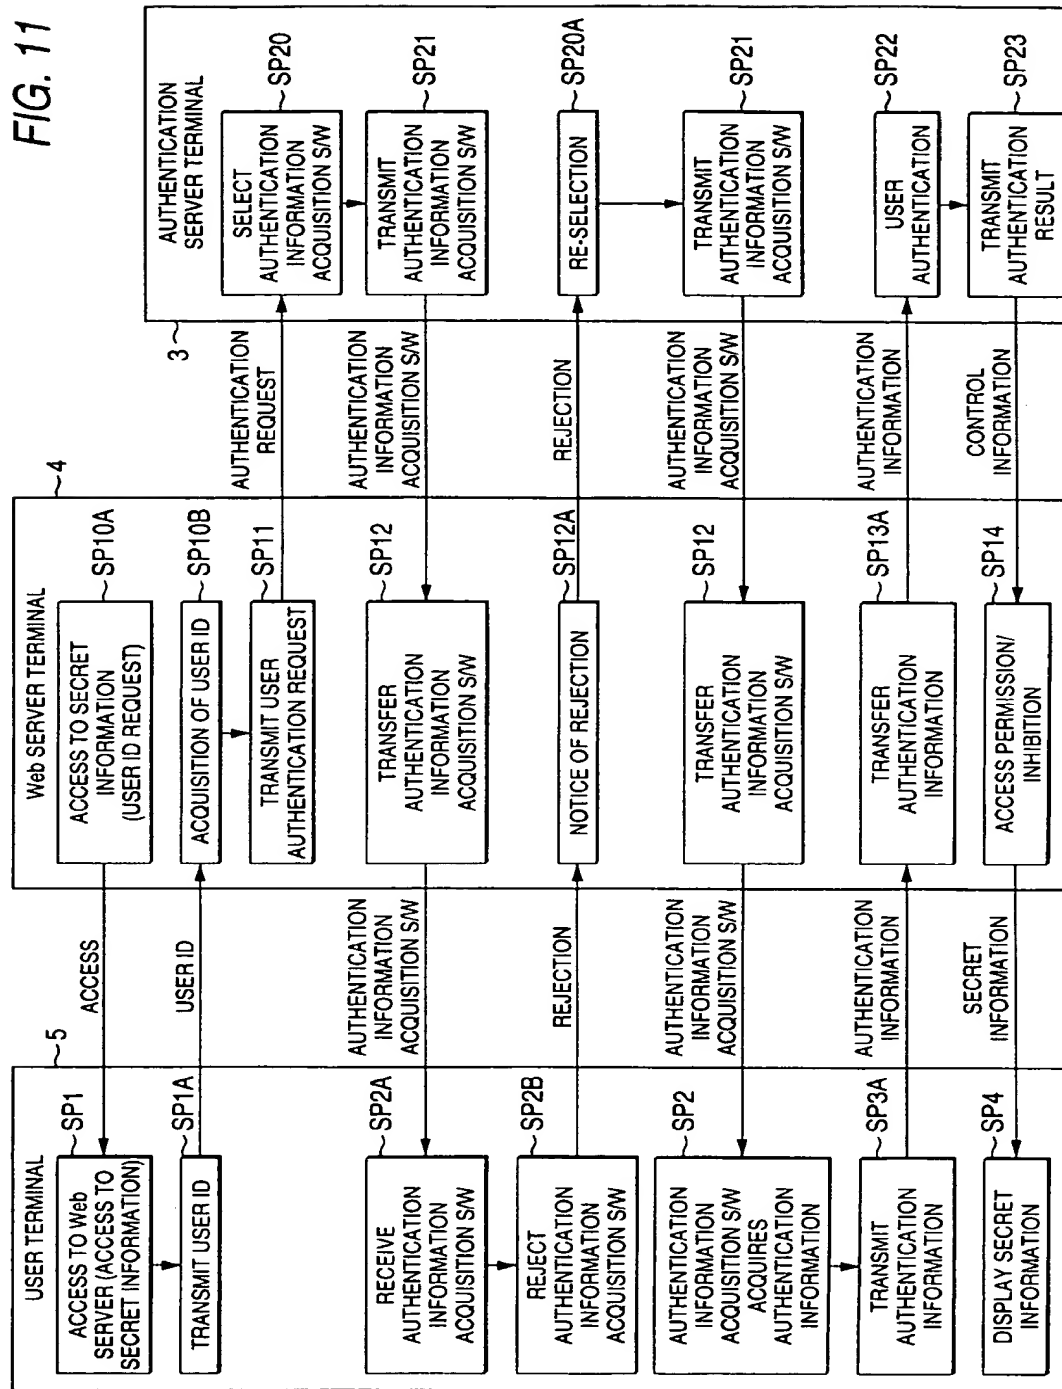 FIG. 11
USER TERMINAL
5
ACCESS TO Web
SERVER (ACCESS TO
SECRET INFORMATION)
SP1
TRANSMIT USER ID
SP1A
RECEIVE
AUTHENTICATION
INFORMATION
ACQUISITION S/W
SP2A
REJECT
AUTHENTICATION
INFORMATION
ACQUISITION S/W
SP2B
AUTHENTICATION
INFORMATION
ACQUISITION S/W
ACQUIRES
AUTHENTICATION
INFORMATION
SP2
TRANSMIT
AUTHENTICATION
INFORMATION
SP3A
DISPLAY SECRET
INFORMATION
SP4
ACCESS
USER ID
AUTHENTICATION
INFORMATION
ACQUISITION S/W
REJECTION
AUTHENTICATION
INFORMATION
ACQUISITION S/W
AUTHENTICATION
INFORMATION
SECRET
INFORMATION
Web SERVER TERMINAL
4
ACCESS TO SECRET
INFORMATION
(USER ID REQUEST)
SP10A
ACQUISITION OF USER ID
SP10B
TRANSMIT USER
AUTHENTICATION REQUEST
SP11
TRANSFER
AUTHENTICATION
INFORMATION
ACQUISITION S/W
SP12
NOTICE OF REJECTION
SP12A
TRANSFER
AUTHENTICATION
INFORMATION
ACQUISITION S/W
SP12
TRANSFER
AUTHENTICATION
INFORMATION
SP13A
ACCESS PERMISSION/
INHIBITION
SP14
AUTHENTICATION
REQUEST
AUTHENTICATION
INFORMATION
ACQUISITION S/W
REJECTION
AUTHENTICATION
INFORMATION
ACQUISITION S/W
AUTHENTICATION
INFORMATION
CONTROL
INFORMATION
AUTHENTICATION
SERVER TERMINAL
3
SELECT
AUTHENTICATION
INFORMATION
ACQUISITION S/W
SP20
TRANSMIT
AUTHENTICATION
INFORMATION
ACQUISITION S/W
SP21
RE-SELECTION
SP20A
TRANSMIT
AUTHENTICATION
INFORMATION
ACQUISITION S/W
SP21
USER
AUTHENTICATION
SP22
TRANSMIT
AUTHENTICATION
RESULT
SP23